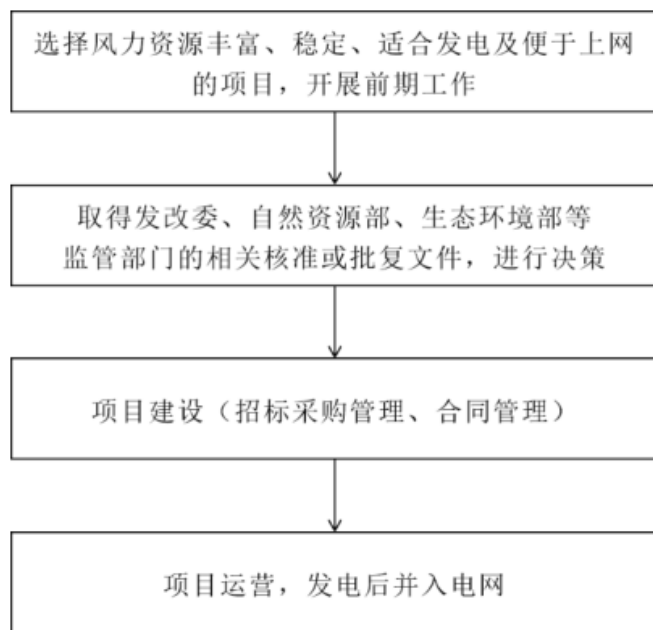 选择风力资源丰富、稳定、适合发电及便于上网
的项目，开展前期工作
取得发改委、自然资源部、生态环境部等
监管部门的相关核准或批复文件，进行决策
项目建设（招标采购管理、合同管理）
项目运营，发电后并入电网